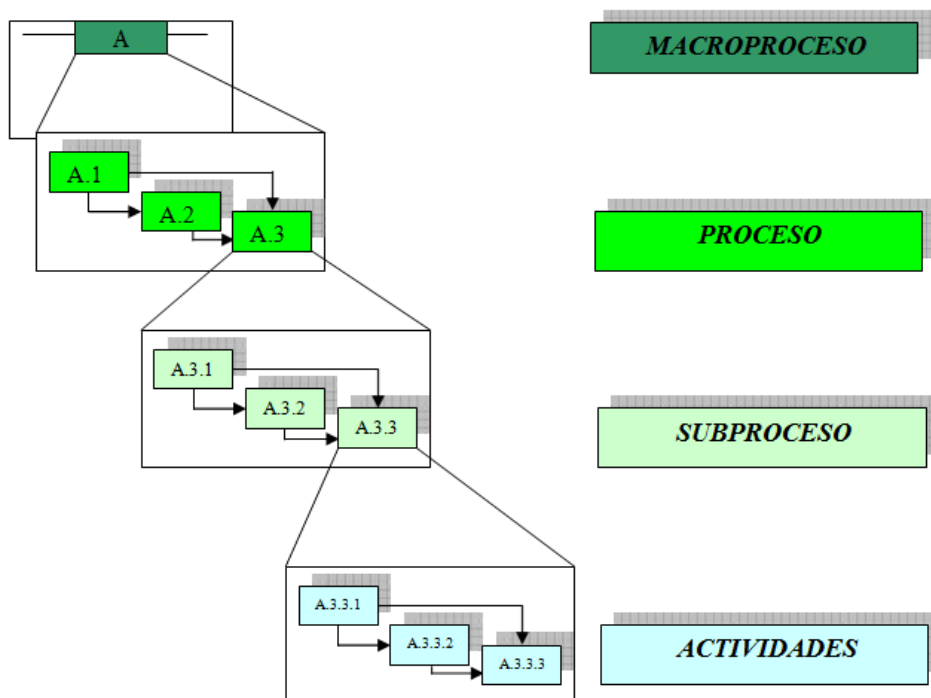 A
MACROPROCESO
A.1
A.2
A.3
PROCESO
A.3.1
A.3.2
A.3.3
SUBPROCESO
A.3.3.1
A.3.3.2
A.3.3.3
ACTIVIDADES